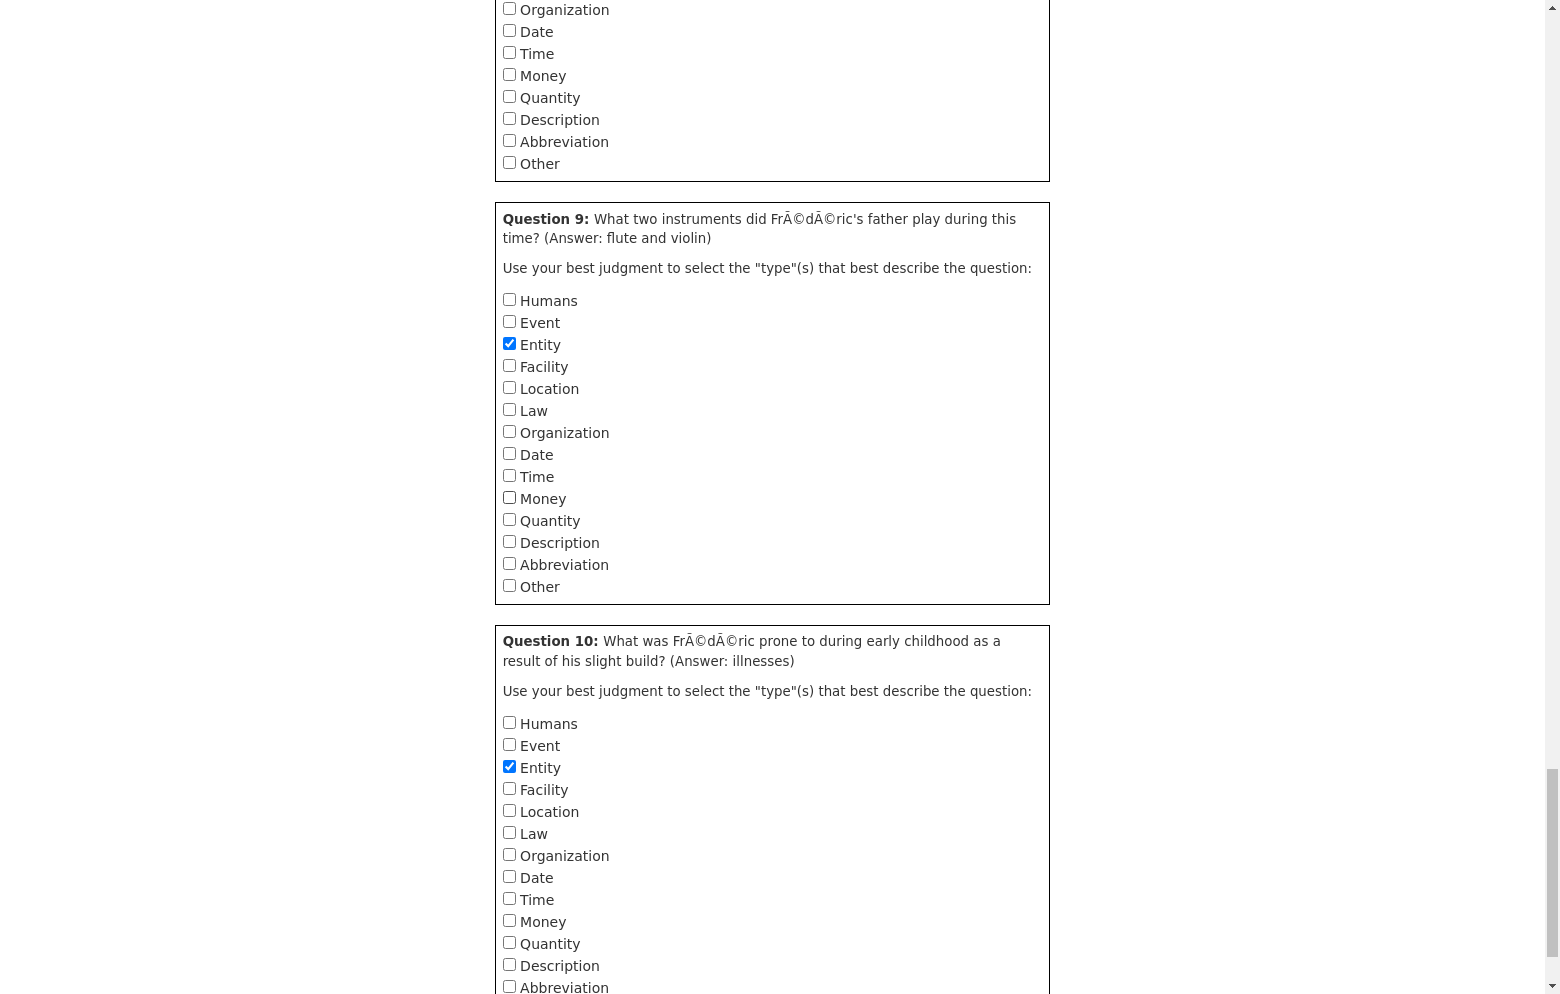 Organization
Date
Time
Money
Quantity
Description
Abbreviation
Other
Question 9: What two instruments did FrÃ©dÃ©ric's father play during this
time? (Answer: flute and violin)
Use your best judgment to select the "type"(s) that best describe the question:
Humans
Event
Entity
Facility
Location
Law
Organization
Date
Time
Money
Quantity
Description
Abbreviation
Other
Question 10: What was FrÃ©dÃ©ric prone to during early childhood as a
result of his slight build? (Answer: illnesses)
Use your best judgment to select the "type"(s) that best describe the question:
Humans
Event
Entity
Facility
Location
Law
Organization
Date
Time
Money
Quantity
Description
Abbreviation